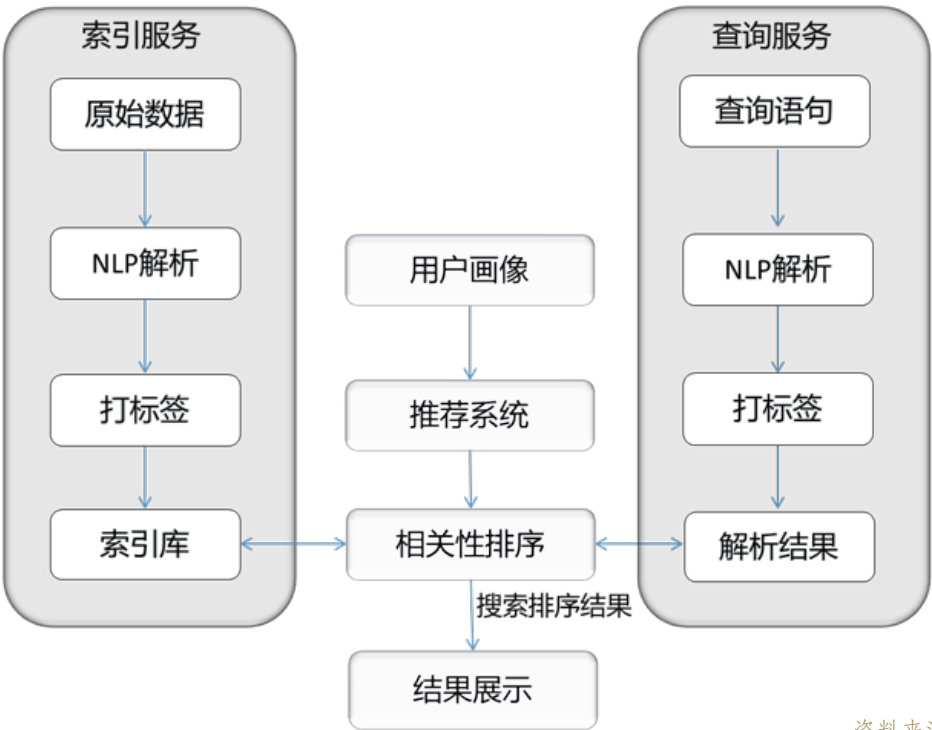 索引服务
原始数据
NLP解析
打标签
索引库
用户画像
推荐系统
相关性排序
搜索排序结果
结果展示
查询服务
查询语句
NLP解析
打标签
解析结果
资料来